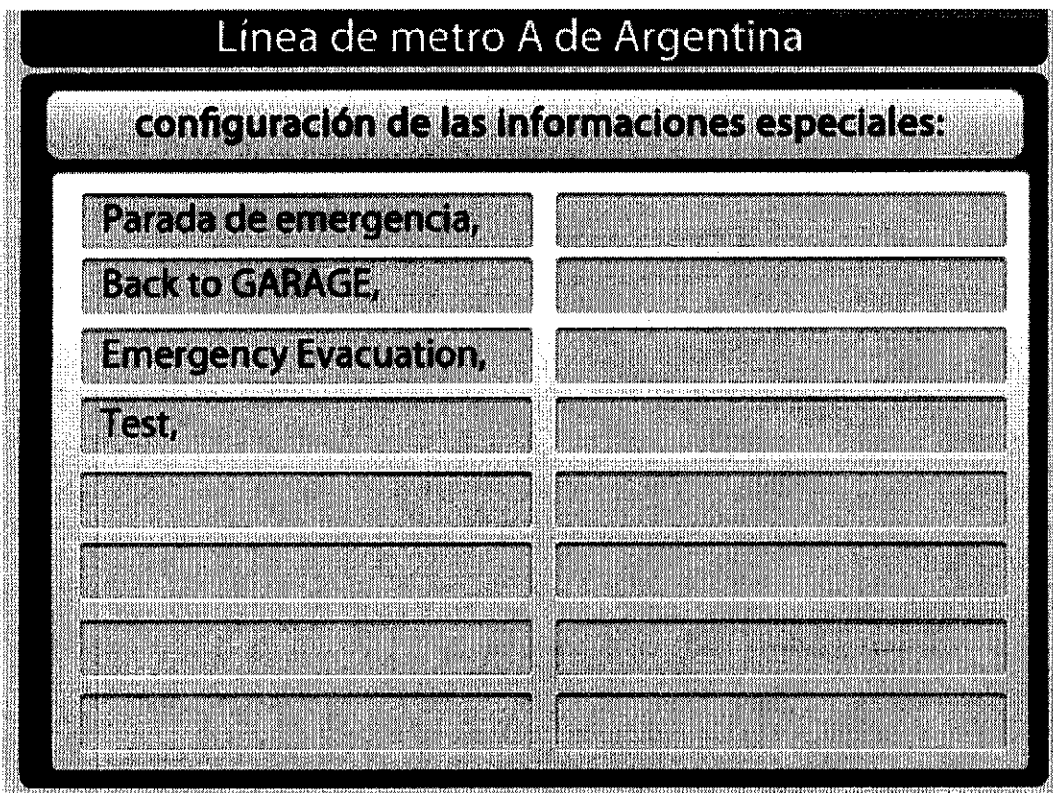 Línea de metro A de Argentina
configuración de las informaciones especiales:
Parada de emergencia,
Back to GARAGE,
Emergency Evacuation,
Test,